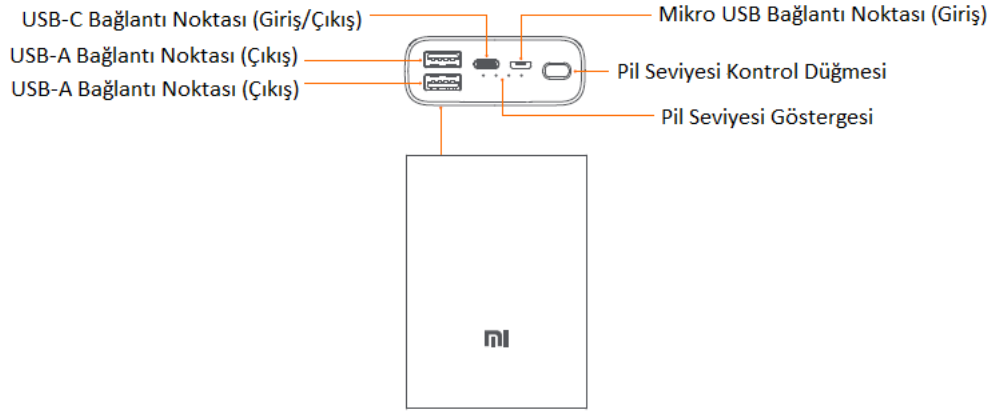 USB-C Bağlantı Noktası (Giriş/Çıkış)
Mikro USB Bağlantı Noktası (Giriş)
USB-A Bağlantı Noktası (Çıkış)
Pil Seviyesi Kontrol Düğmesi
USB-A Bağlantı Noktası (Çıkış)
Pil Seviyesi Göstergesi
mı